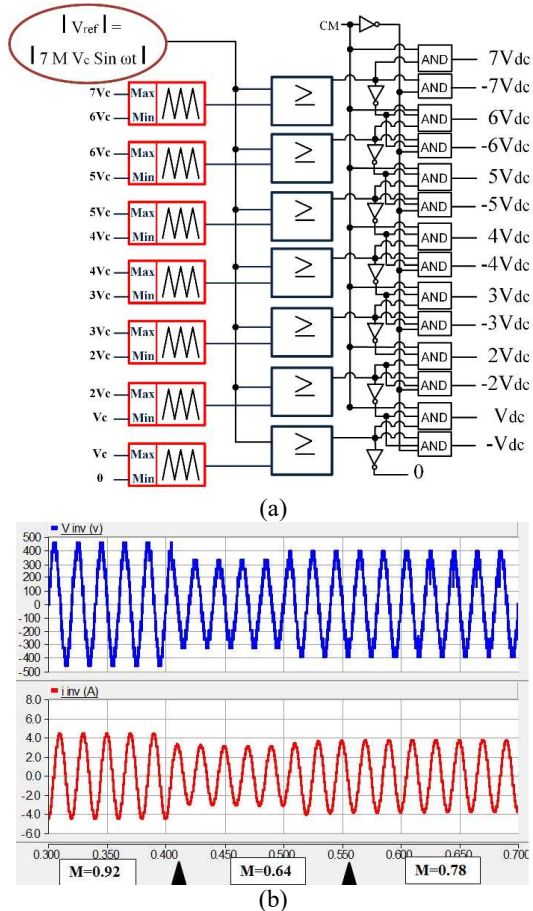 | Vref | =
| 7 M Vc Sin ωt |
CM
7Vc Max
6Vc Min
6Vc Max
5Vc Min
5Vc Max
4Vc Min
4Vc Max
3Vc Min
3Vc Max
2Vc Min
2Vc Max
Vc Min
Vc Max
0 Min
≥
≥
≥
≥
≥
≥
≥
AND 7Vdc
AND -7Vdc
AND 6Vdc
AND -6Vdc
AND 5Vdc
AND -5Vdc
AND 4Vdc
AND -4Vdc
AND 3Vdc
AND -3Vdc
AND 2Vdc
AND -2Vdc
AND Vdc
AND -Vdc
0
(a)
V inv (v)
500
400
300
200
100
0
-100
-200
-300
-400
-500
i inv (A)
8.0
6.0
4.0
2.0
0.0
-2.0
-4.0
-6.0
0.300 0.350 0.400 0.450 0.500 0.550 0.600 0.650 0.700
M=0.92 M=0.64 M=0.78
(b)